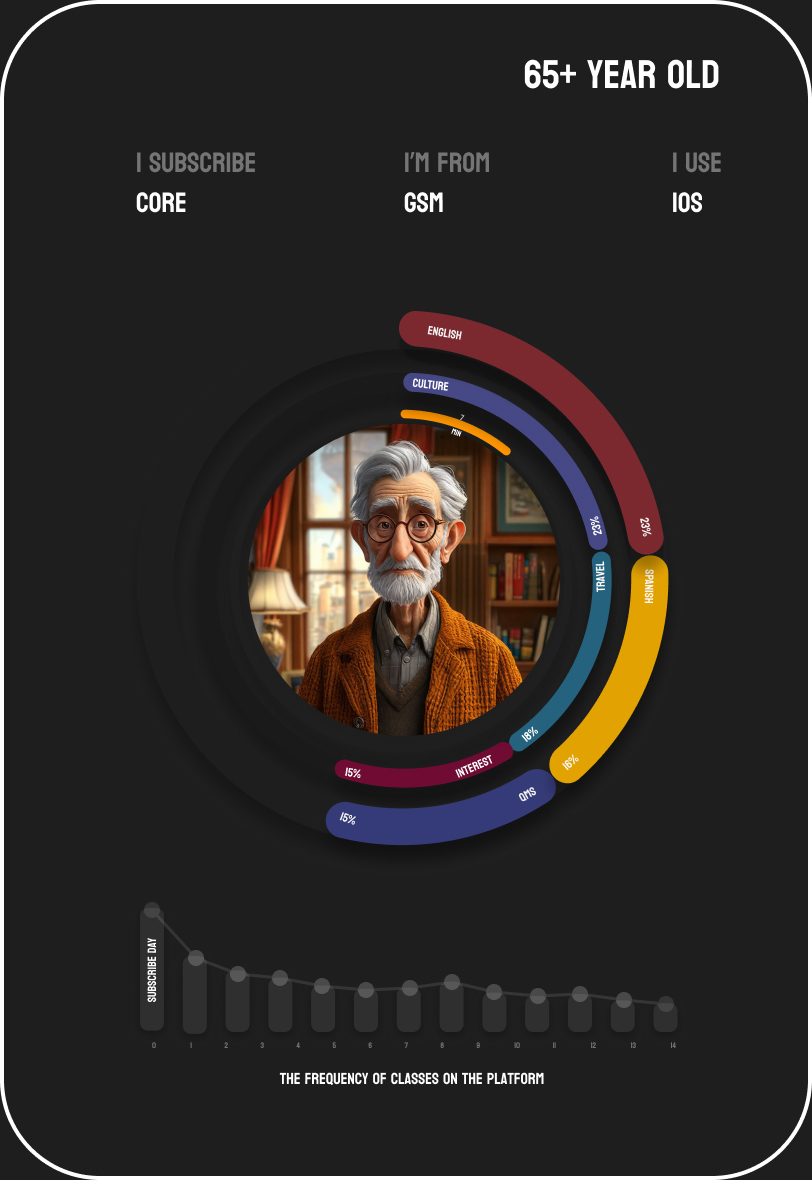 65+ YEAR OLD
I SUBSCRIBE
I'M FROM
I USE
CORE
GSM
IOS
ENGLISH
CULTURE
7
MIN
23%
23%
TRAVEL
SPANISH
18%
16%
INTEREST
15%
QMS
15%
SUBSCRIBE DAY
0 1 2 3 4 5 6 7 8 9 10 11 12 13 14
THE FREQUENCY OF CLASSES ON THE PLATFORM